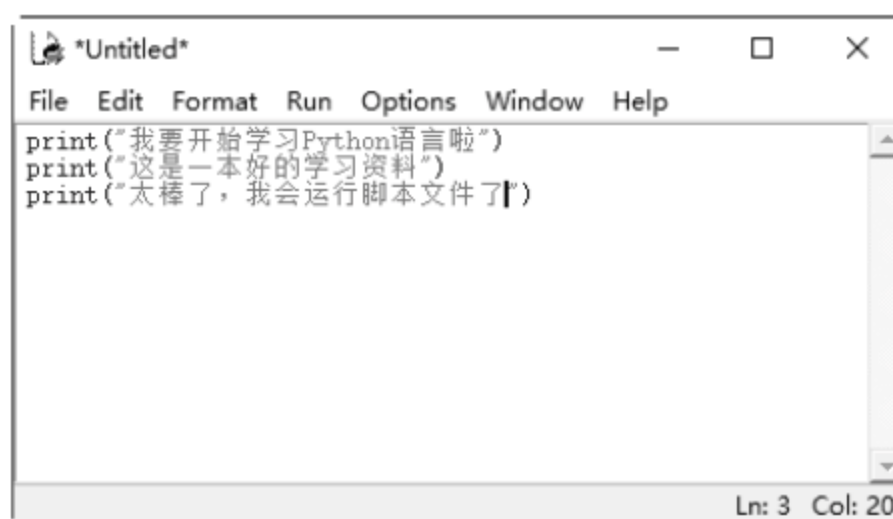 *Untitled*
File Edit Format Run Options Window Help
print("我要开始学习Python语言啦")
print("这是一本好的学习资料")
print("太棒了，我会运行脚本文件了")
Ln: 3 Col: 20